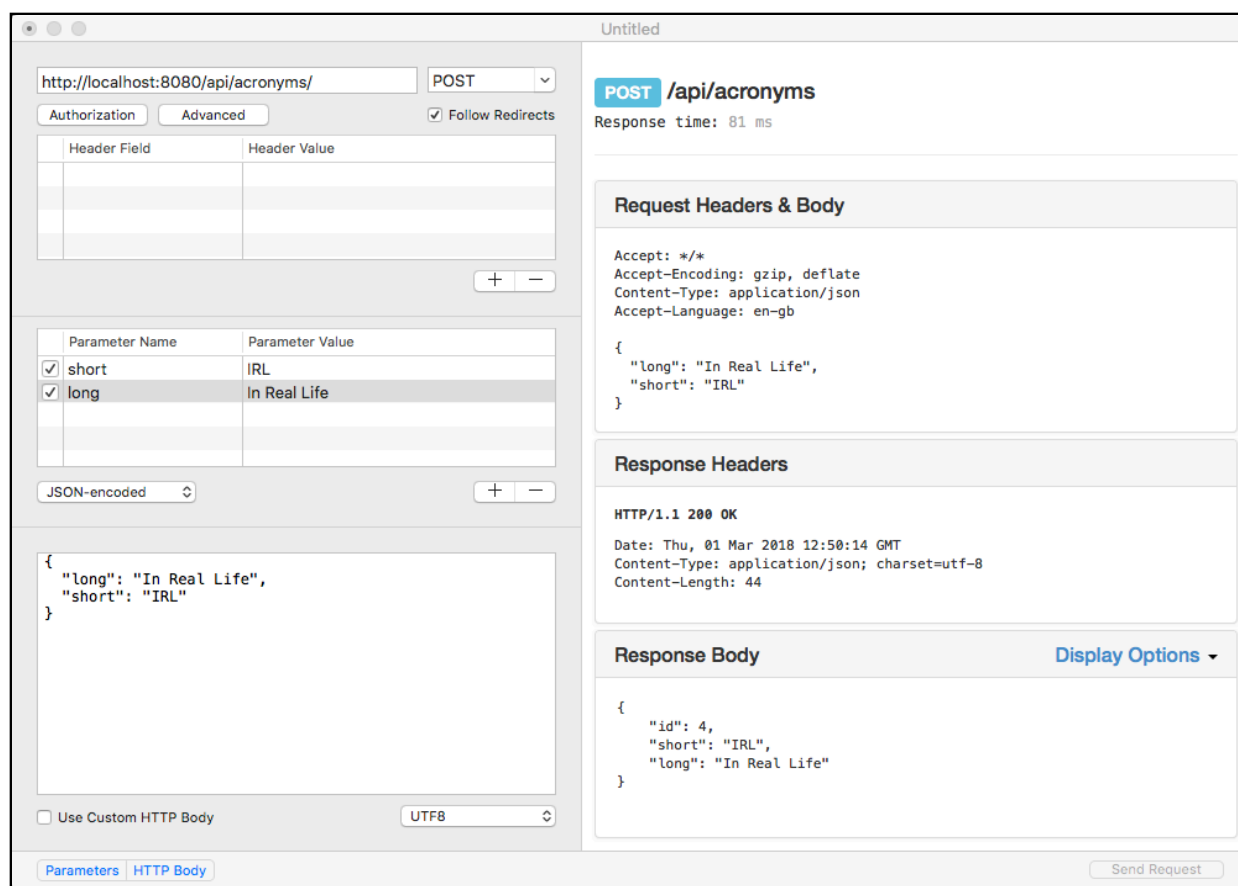 Untitled
http://localhost:8080/api/acronyms/ POST
Authorization Advanced Follow Redirects
Header Field Header Value
+ −
Parameter Name Parameter Value
short IRL
long In Real Life
JSON-encoded + −
{
"long": "In Real Life",
"short": "IRL"
}
Use Custom HTTP Body UTF8
Parameters HTTP Body
POST /api/acronyms
Response time: 81 ms
Request Headers & Body
Accept: */*
Accept-Encoding: gzip, deflate
Content-Type: application/json
Accept-Language: en-gb
{
"long": "In Real Life",
"short": "IRL"
}
Response Headers
HTTP/1.1 200 OK
Date: Thu, 01 Mar 2018 12:50:14 GMT
Content-Type: application/json; charset=utf-8
Content-Length: 44
Response Body Display Options
{
"id": 4,
"short": "IRL",
"long": "In Real Life"
}
Send Request